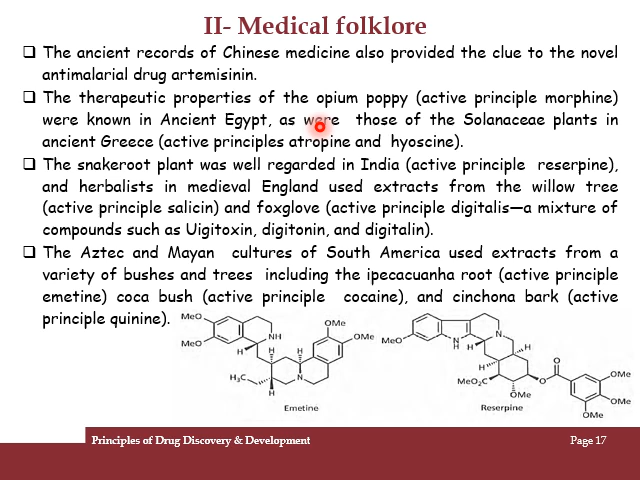 II- Medical folklore
❑ The ancient records of Chinese medicine also provided the clue to the novel
antimalarial drug artemisinin.
❑ The therapeutic properties of the opium poppy (active principle morphine)
were known in Ancient Egypt, as were those of the Solanaceae plants in
ancient Greece (active principles atropine and hyoscine).
❑ The snakeroot plant was well regarded in India (active principle reserpine),
and herbalists in medieval England used extracts from the willow tree
(active principle salicin) and foxglove (active principle digitalis—a mixture of
compounds such as Uigitoxin, digitonin, and digitalin).
❑ The Aztec and Mayan cultures of South America used extracts from a
variety of bushes and trees including the ipecacuanha root (active principle
emetine) coca bush (active principle cocaine), and cinchona bark (active
principle quinine).
MeO
MeO
NH
H
H
H
H
H₃C
N
H
OMe
OMe
Emetine
MeO
N
H
N
H
H
H
MeO₂C
OMe
O
O
OMe
OMe
OMe
Reserpine
Principles of Drug Discovery & Development
Page 17